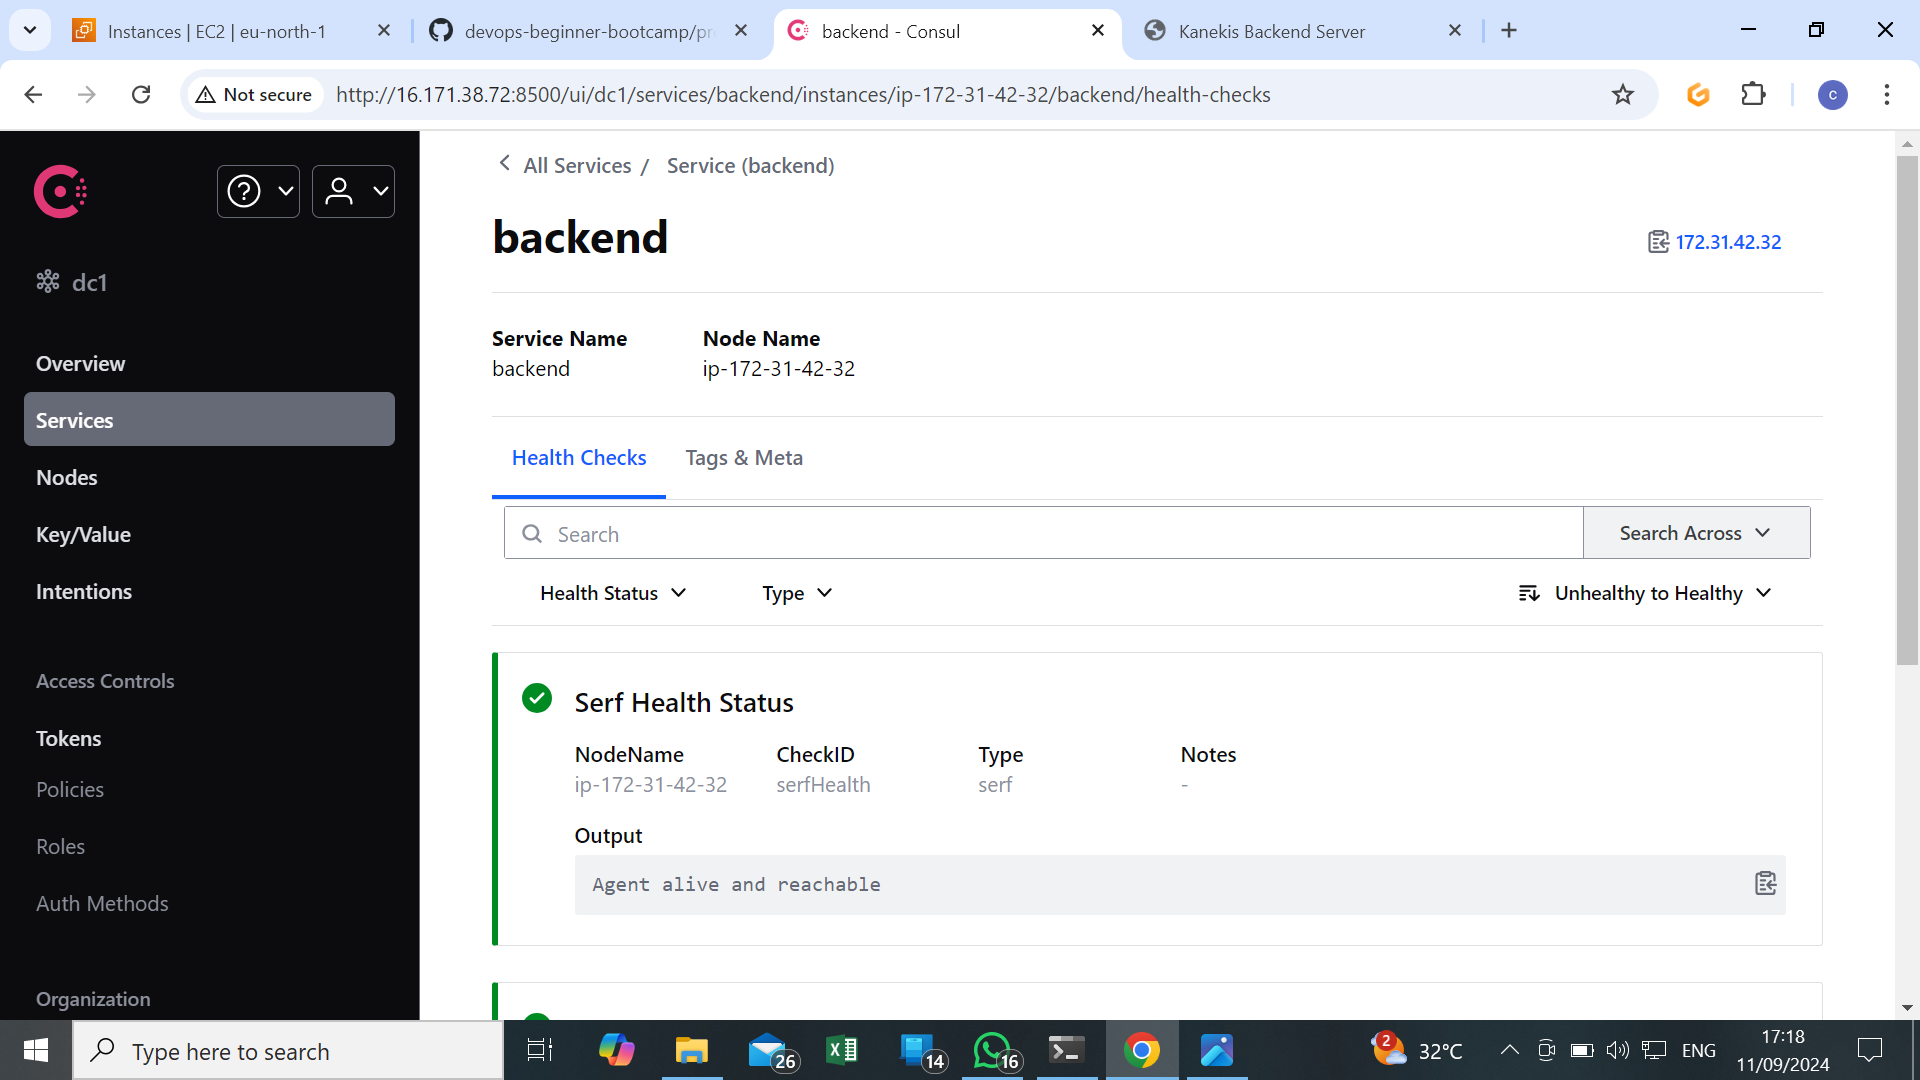 Instances | EC2 | eu-north-1
devops-beginner-bootcamp/pr
backend - Consul
Kanekis Backend Server
Not secure
http://16.171.38.72:8500/ui/dc1/services/backend/instances/ip-172-31-42-32/backend/health-checks
c
dc1
Overview
Services
Nodes
Key/Value
Intentions
Access Controls
Tokens
Policies
Roles
Auth Methods
Organization
All Services / Service (backend)
backend
172.31.42.32
Service Name Node Name
backend ip-172-31-42-32
Health Checks Tags & Meta
Search Search Across
Health Status Type Unhealthy to Healthy
Serf Health Status
NodeName CheckID Type Notes
ip-172-31-42-32 serfHealth serf -
Output
Agent alive and reachable
Type here to search
26
14
16
2
32°C
ENG
17:18
11/09/2024